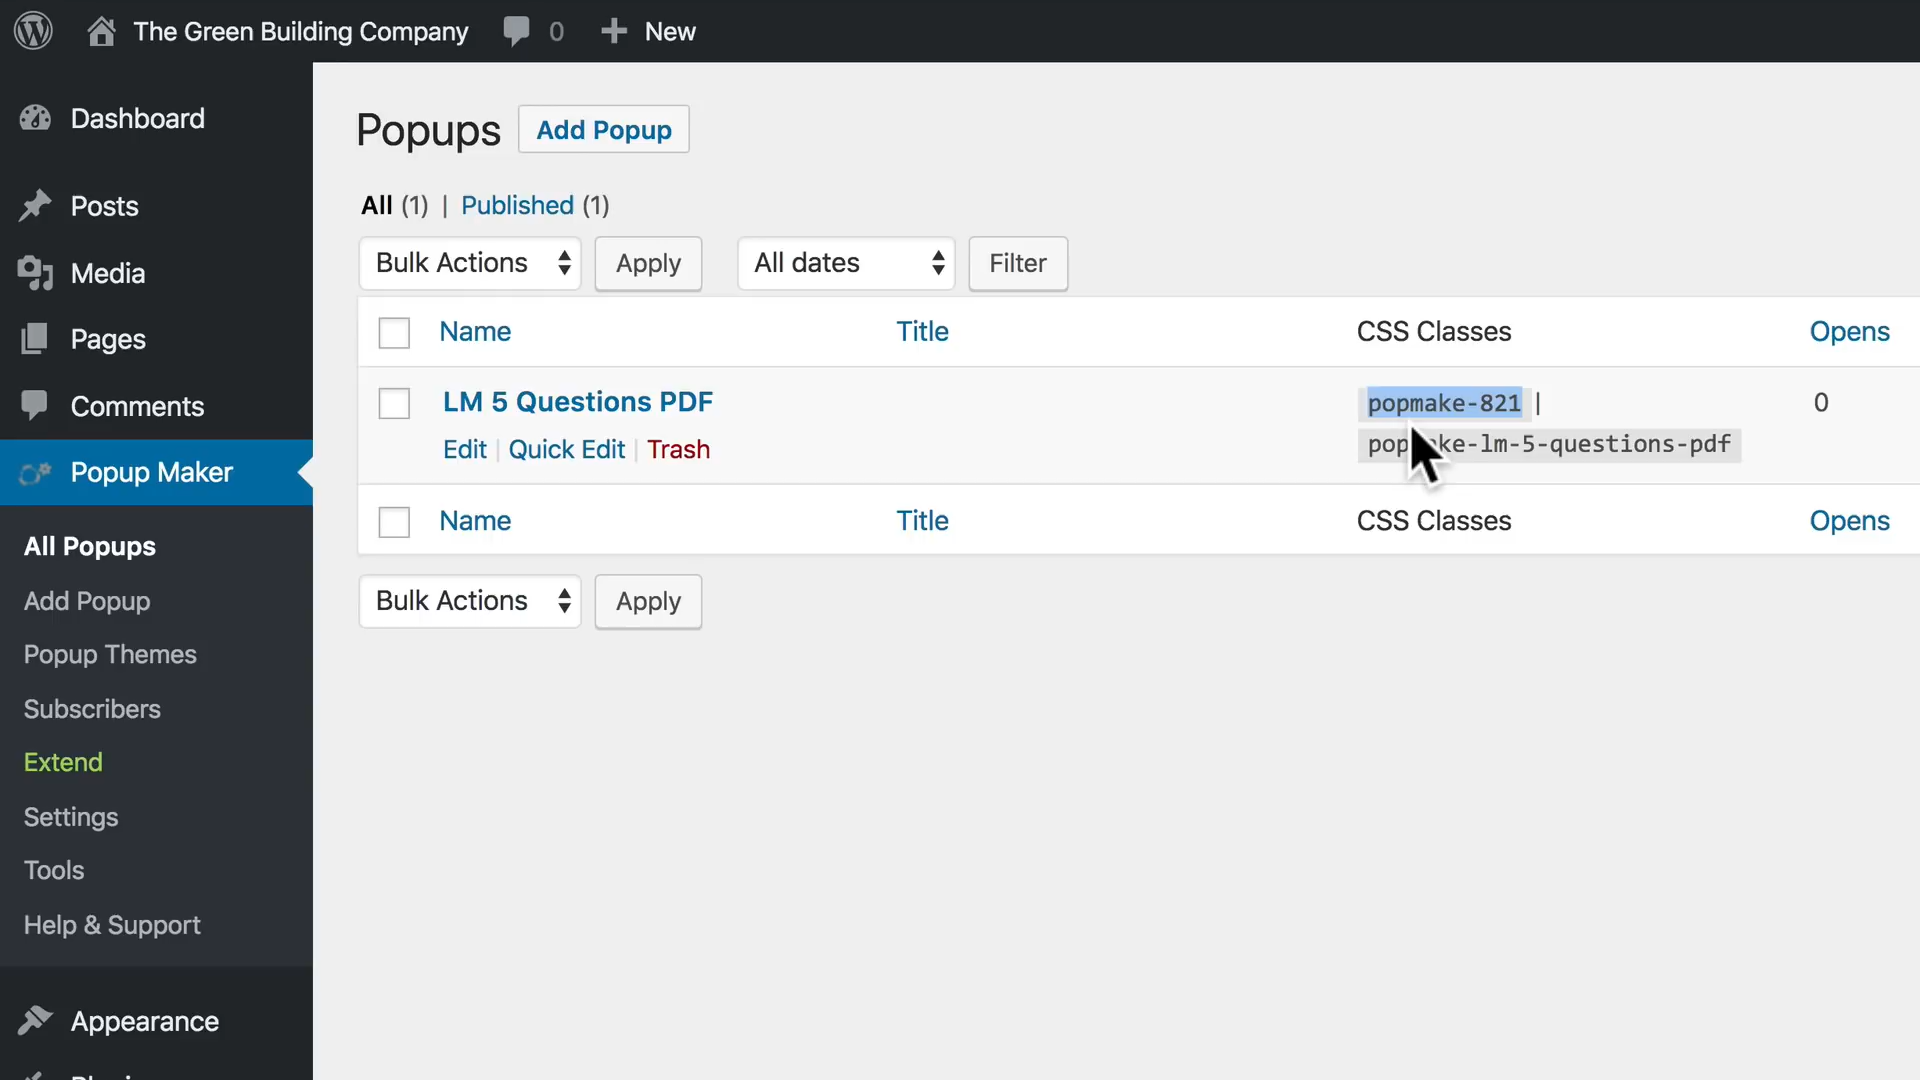 The Green Building Company 0 New
Dashboard
Posts
Media
Pages
Comments
Popup Maker
All Popups
Add Popup
Popup Themes
Subscribers
Extend
Settings
Tools
Help & Support
Appearance
Popups Add Popup
All (1) | Published (1)
Bulk Actions Apply All dates Filter
Name Title CSS Classes Opens
LM 5 Questions PDF popmake-821 | 0
Edit | Quick Edit | Trash
Name Title CSS Classes Opens
Bulk Actions Apply